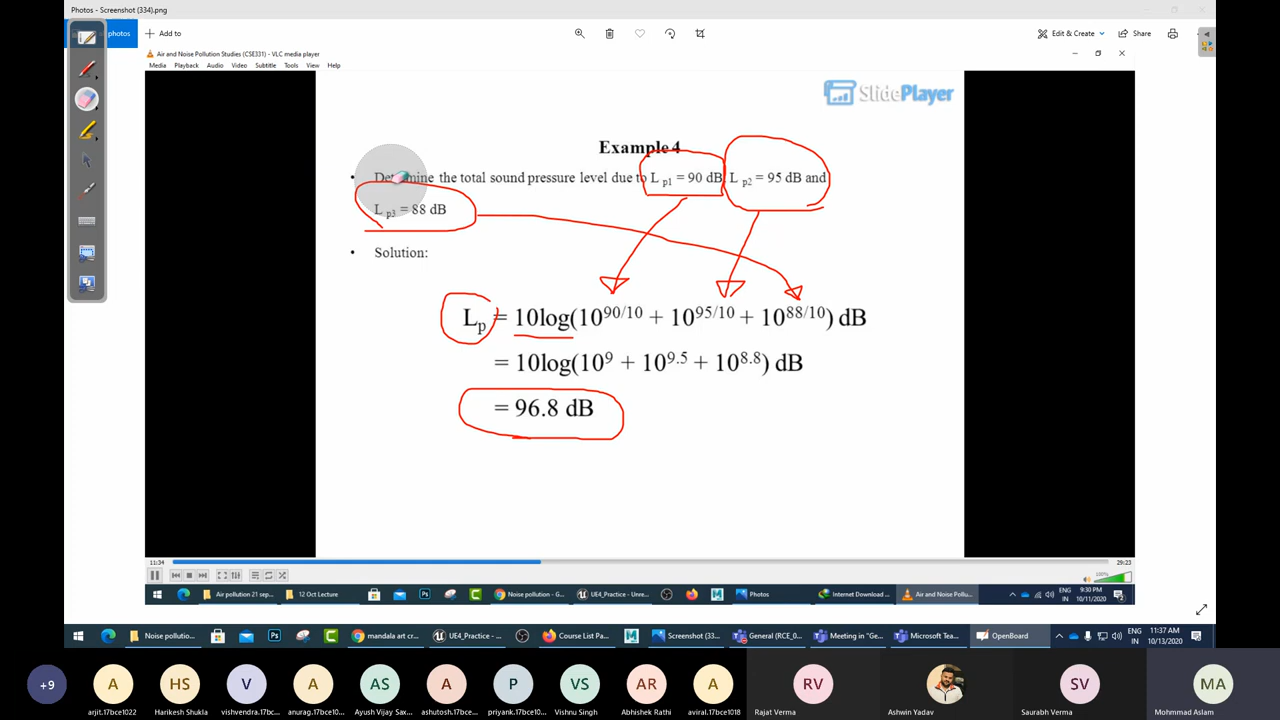 Photos - Screenshot (334).png
photos
Add to
Edit & Create
Share
Air and Noise Pollution Studies (CSE331) - VLC media player
Media Playback Audio Video Subtitle Tools View Help
SlidePlayer
Example 4
• Determine the total sound pressure level due to L p1 = 90 dB, L p2 = 95 dB and
L p3 = 88 dB
• Solution:
Lp = 10log(10^90/10 + 10^95/10 + 10^88/10) dB
= 10log(10^9 + 10^9.5 + 10^8.8) dB
= 96.8 dB
11:34
29:23
100%
Air pollution 21 sep...
12 Oct Lecture
Noise pollution - G...
UE4_Practice - Unre...
Photos
Internet Download ...
Air and Noise Pollu...
ENG
IN
9:30 PM
10/11/2020
Noise pollutio...
mandala art cr...
UE4_Practice -...
Course List Pa...
Screenshot (33...
General (RCE_0...
Meeting in "Ge...
Microsoft Tea...
OpenBoard
ENG
IN
11:37 AM
10/13/2020
+9
A
HS
V
A
AS
A
P
VS
AR
A
RV
SV
MA
arjit.17bce1022
Harikesh Shukla
vishvendra.17bc...
anurag.17bce10...
Ayush Vijay Sax...
ashutosh.17bce...
priyank.17bce10...
Vishnu Singh
Abhishek Rathi
aviral.17bce1018
Rajat Verma
Ashwin Yadav
Saurabh Verma
Mohmmad Aslam